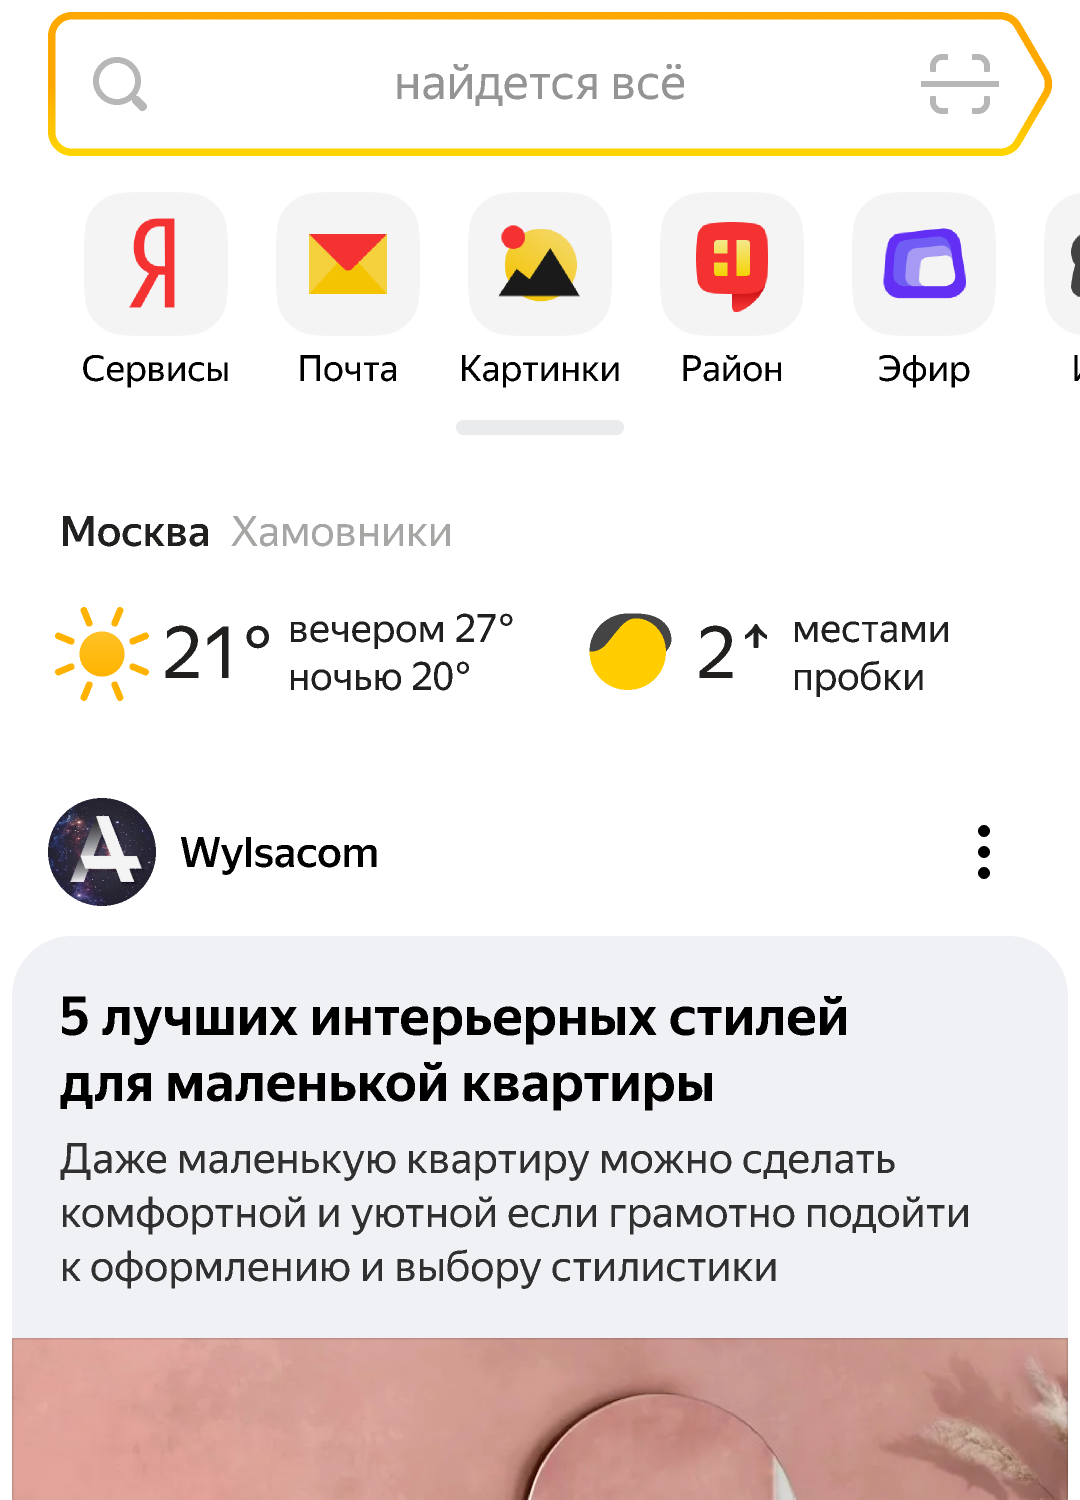 найдется всё
Я
Сервисы Почта Картинки Район Эфир
Москва Хамовники
21° вечером 27° 2↑ местами
ночью 20° пробки
Wylsacom
5 лучших интерьерных стилей
для маленькой квартиры
Даже маленькую квартиру можно сделать
комфортной и уютной если грамотно подойти
к оформлению и выбору стилистики